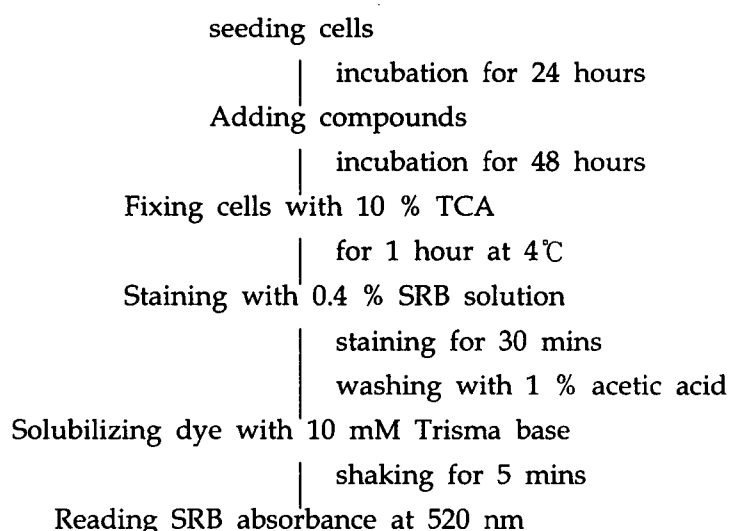 seeding cells
incubation for 24 hours
Adding compounds
incubation for 48 hours
Fixing cells with 10 % TCA
for 1 hour at 4℃
Staining with 0.4 % SRB solution
staining for 30 mins
washing with 1 % acetic acid
Solubilizing dye with 10 mM Trisma base
shaking for 5 mins
Reading SRB absorbance at 520 nm